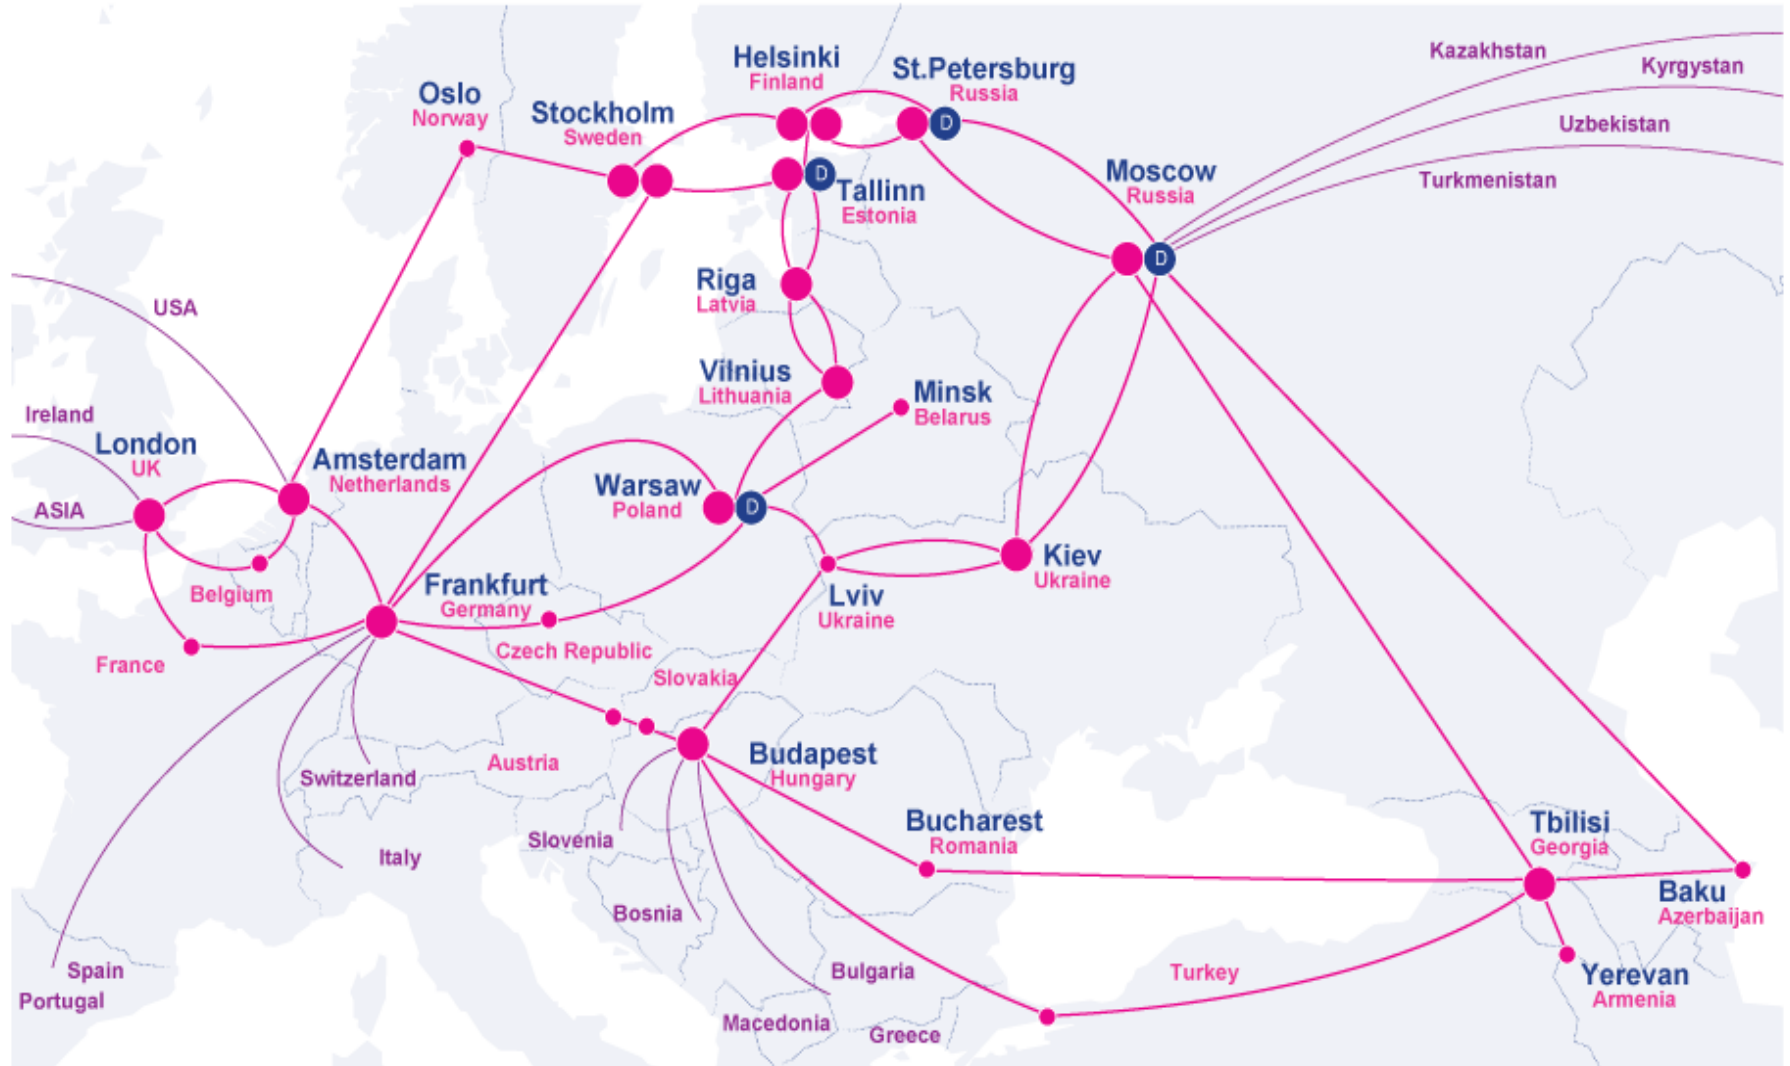 Helsinki
Finland
St.Petersburg
Russia
Kazakhstan
Kyrgystan
Uzbekistan
Turkmenistan
Oslo
Norway
Stockholm
Sweden
D
D
Tallinn
Estonia
Moscow
Russia
D
Riga
Latvia
USA
Vilnius
Lithuania
Minsk
Belarus
Ireland
London
UK
ASIA
Amsterdam
Netherlands
Warsaw
Poland
D
Kiev
Ukraine
Belgium
Frankfurt
Germany
Lviv
Ukraine
France
Czech Republic
Slovakia
Switzerland
Austria
Budapest
Hungary
Slovenia
Italy
Bucharest
Romania
Tbilisi
Georgia
Baku
Azerbaijan
Bosnia
Spain
Portugal
Bulgaria
Turkey
Yerevan
Armenia
Macedonia
Greece